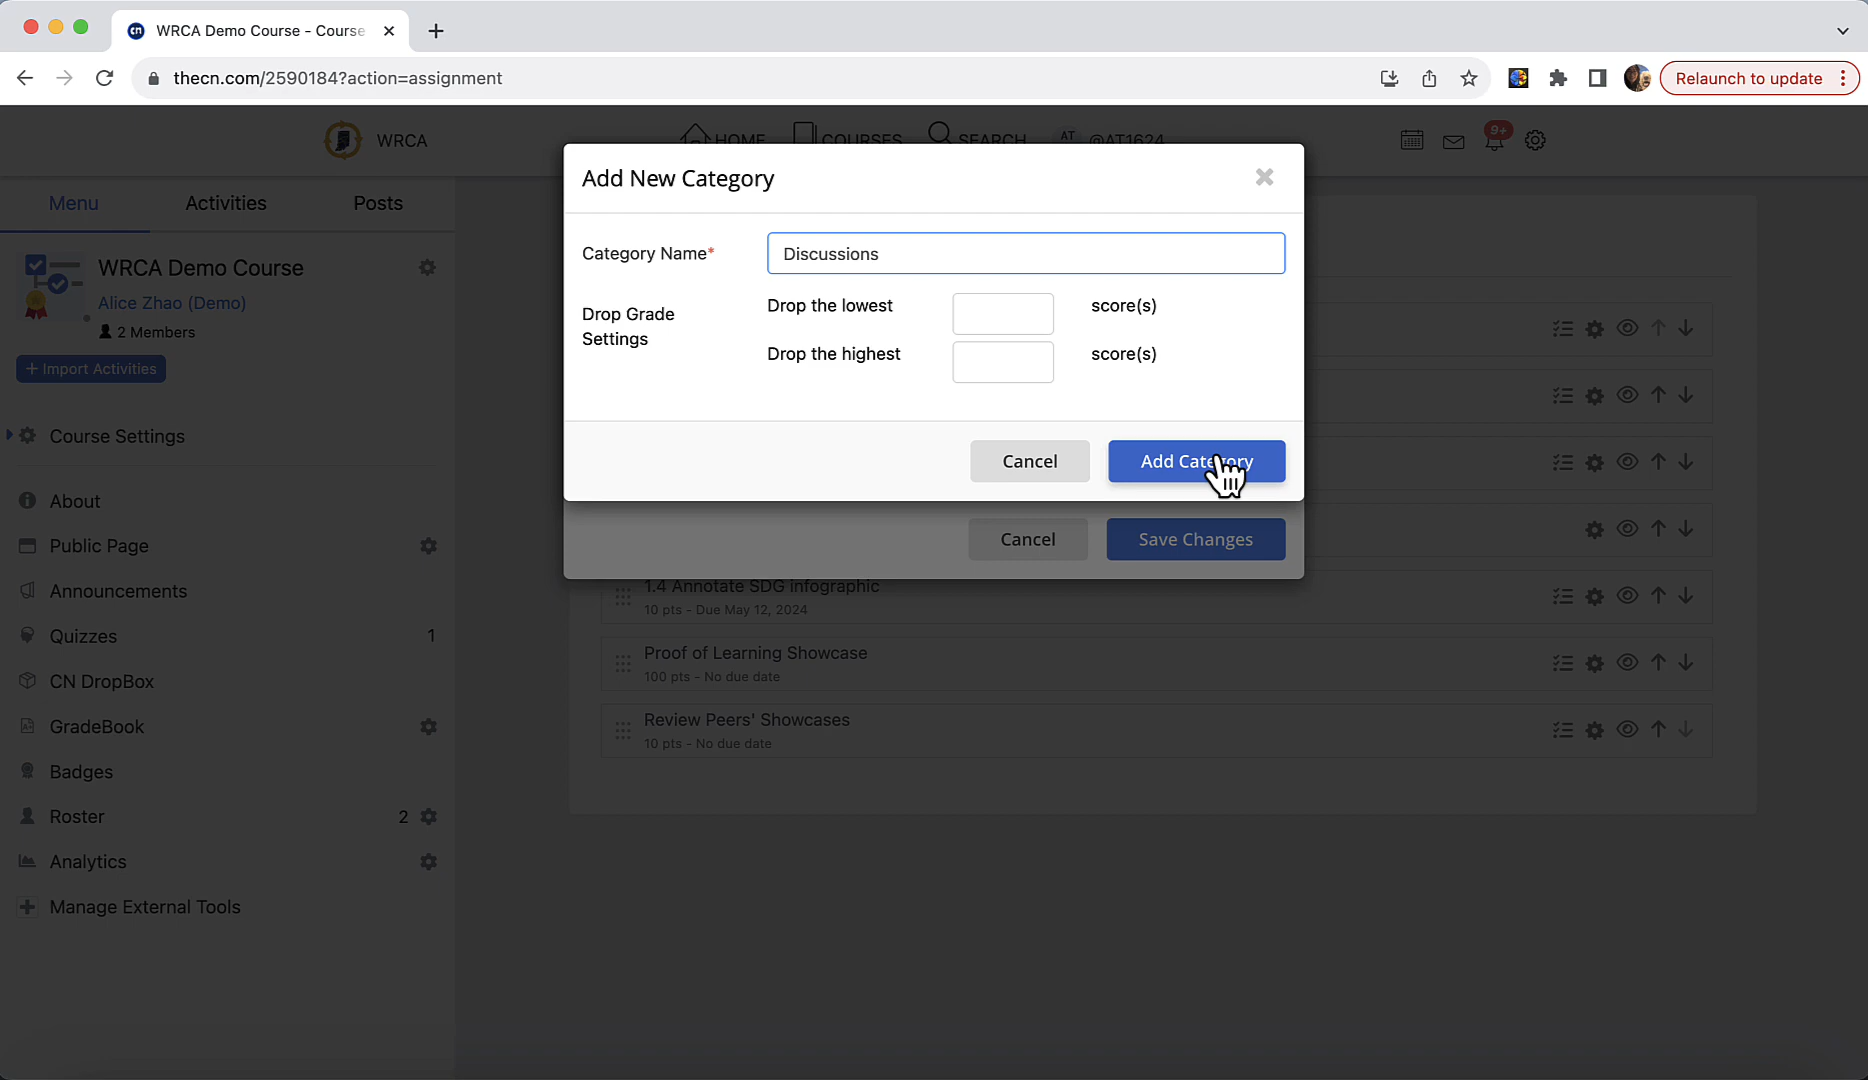 WRCA Demo Course - Course
thecn.com/2590184?action=assignment
Relaunch to update
WRCA
HOME
COURSES
SEARCH
AT
@AT1624
9+
Menu
Activities
Posts
WRCA Demo Course
Alice Zhao (Demo)
2 Members
+ Import Activities
Course Settings
About
Public Page
Announcements
Quizzes 1
CN DropBox
GradeBook
Badges
Roster 2
Analytics
Manage External Tools
Add New Category
Category Name*
Discussions
Drop Grade
Settings
Drop the lowest score(s)
Drop the highest score(s)
Cancel
Add Category
Cancel
Save Changes
1.4 Annotate SDG infographic
10 pts - Due May 12, 2024
Proof of Learning Showcase
100 pts - No due date
Review Peers' Showcases
10 pts - No due date